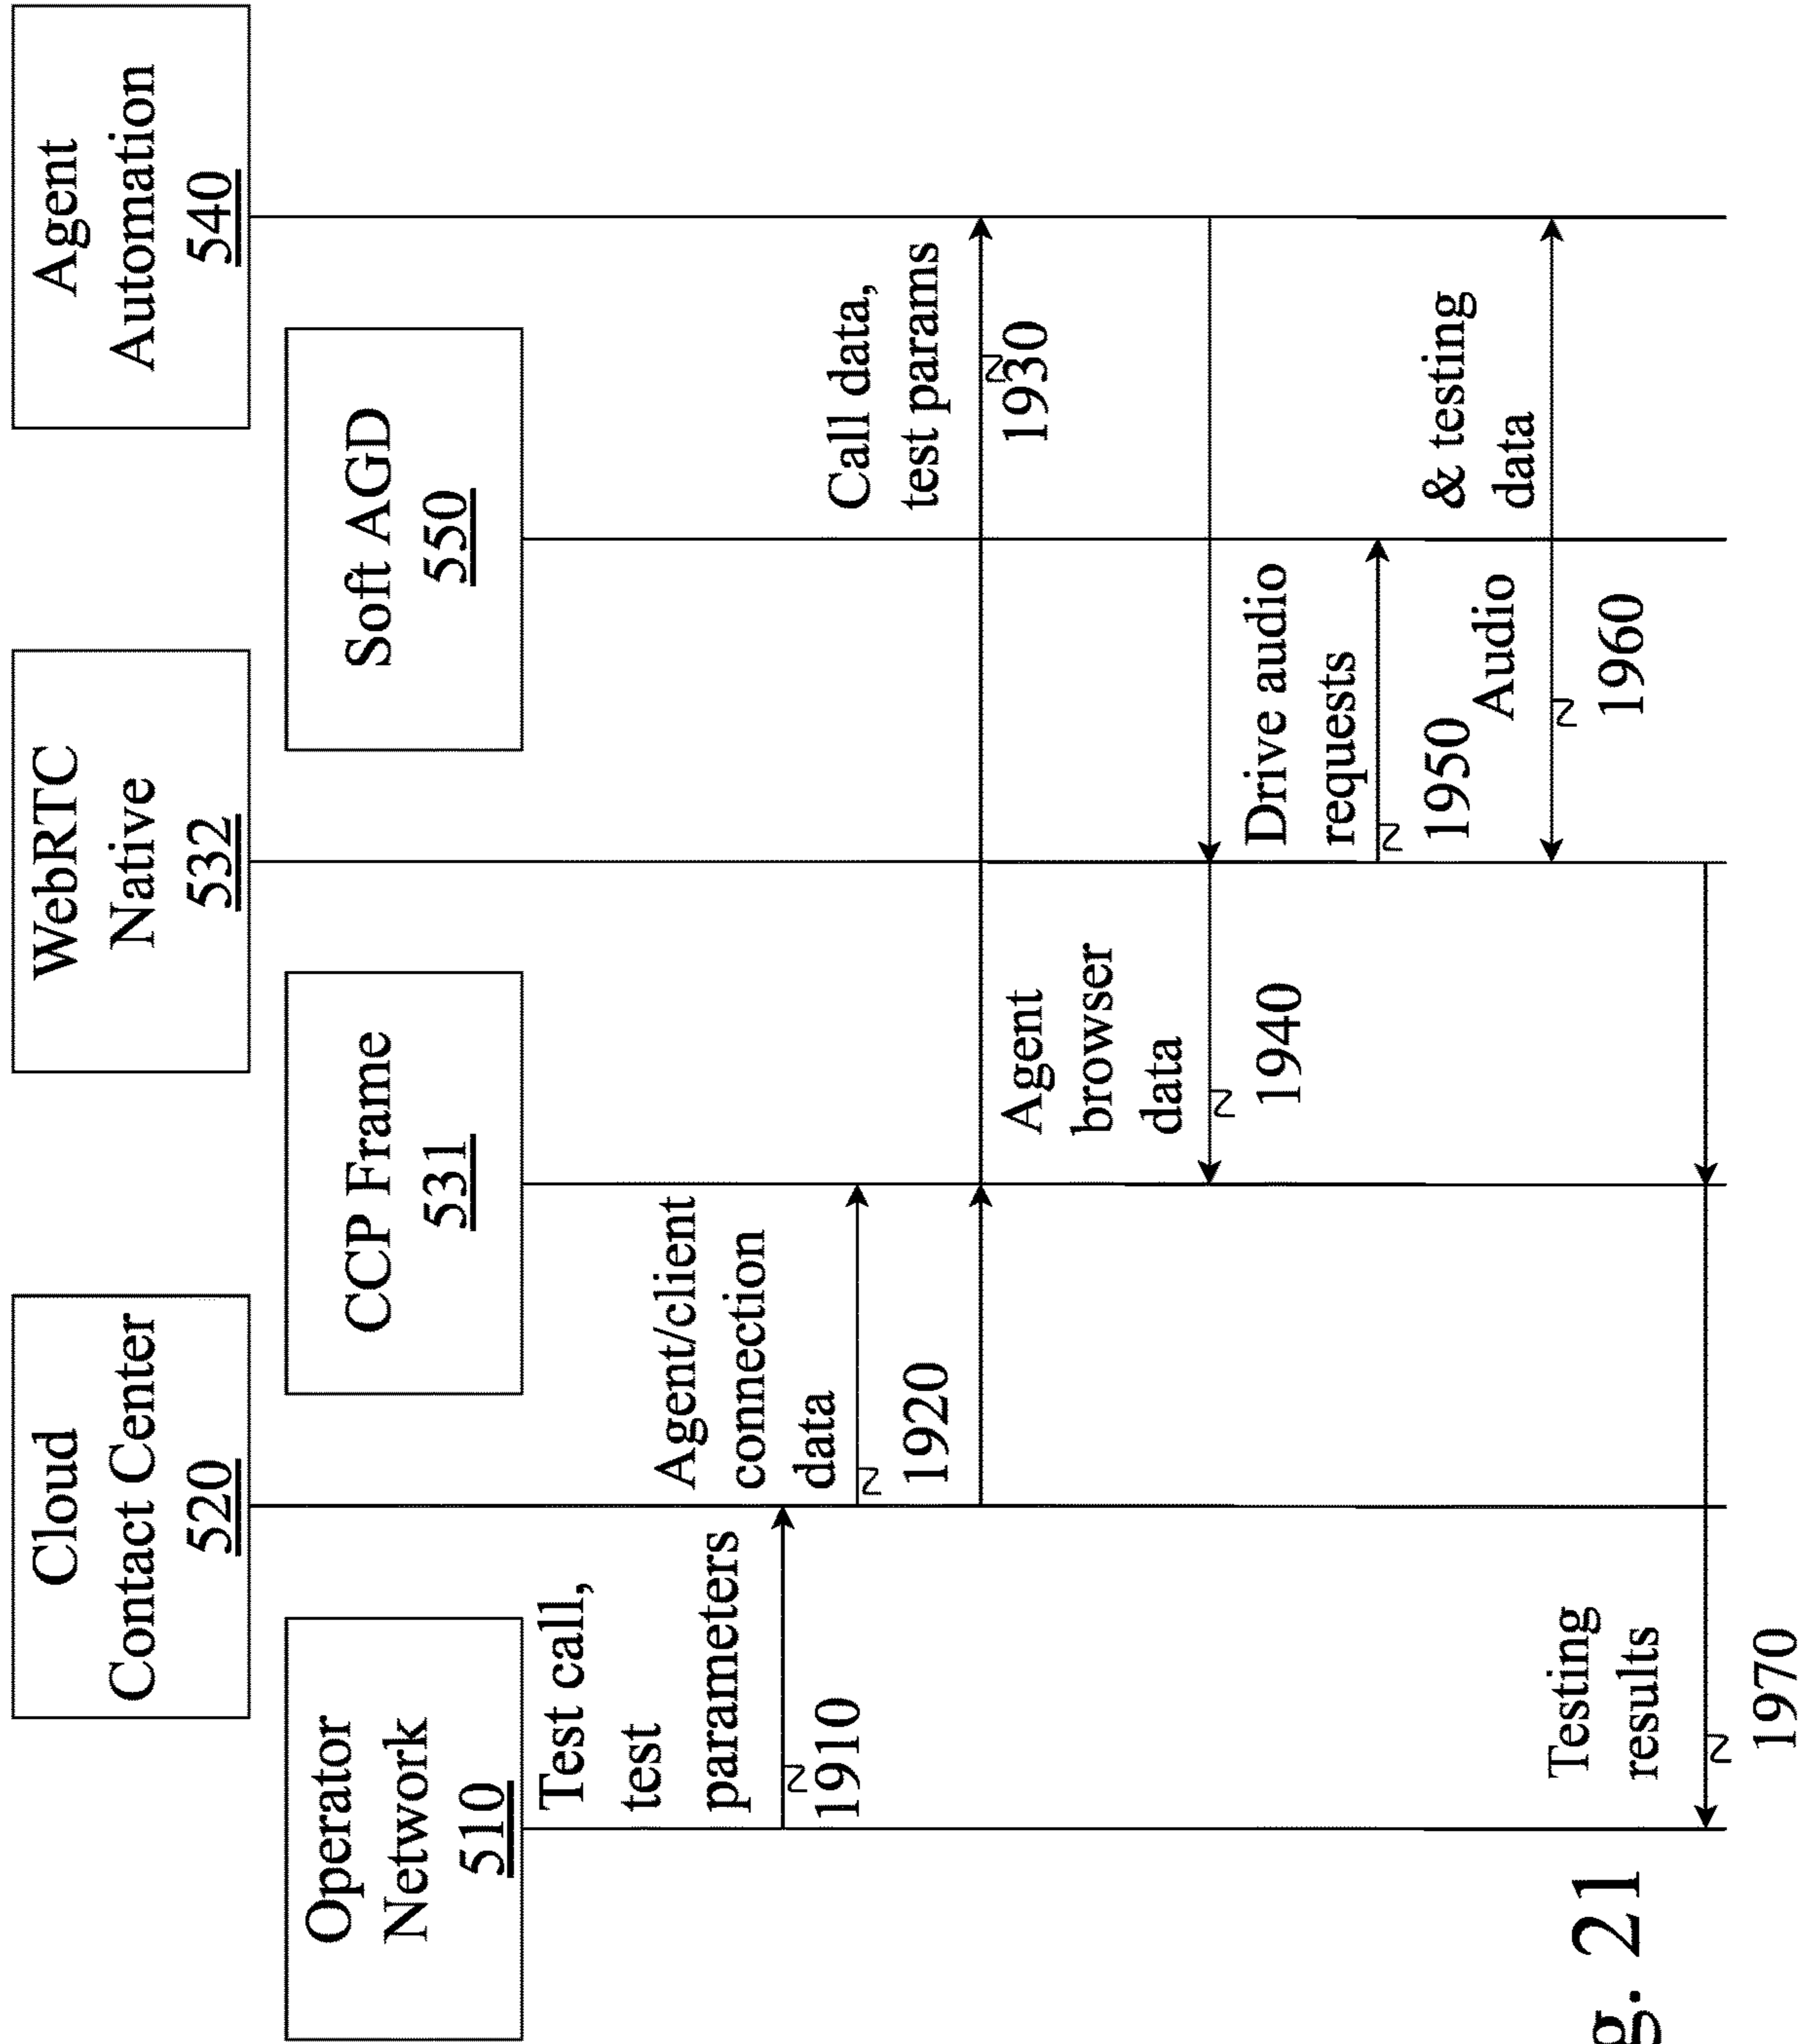 Cloud
Contact Center
520
WebRTC
Native
532
Agent
Automation
540
Operator
Network
510
CCP Frame
531
Soft AGD
550
Test call,
test
parameters
1910
Agent/client
connection
data
1920
Call data,
test params
1930
Agent
browser
data
1940
Drive audio
requests
1950
Audio
& testing
data
1960
Testing
results
1970
g. 21